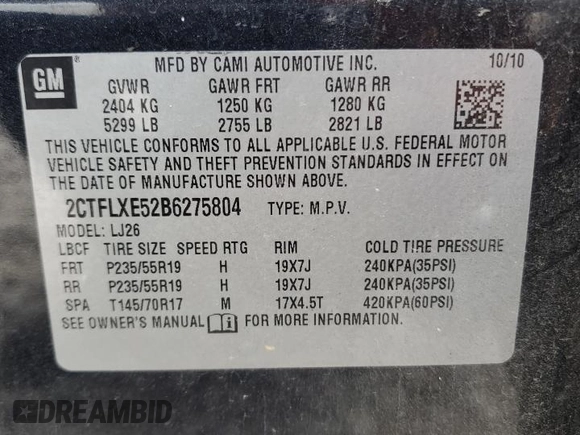 MFD BY CAMI AUTOMOTIVE INC. 10/10
GM
GVWR GAWR FRT GAWR RR
2404 KG 1250 KG 1280 KG
5299 LB 2755 LB 2821 LB
THIS VEHICLE CONFORMS TO ALL APPLICABLE U.S. FEDERAL MOTOR
VEHICLE SAFETY AND THEFT PREVENTION STANDARDS IN EFFECT ON
THE DATE OF MANUFACTURE SHOWN ABOVE.
2CTFLXE52B6275804 TYPE: M.P.V.
MODEL: LJ26
LBCF TIRE SIZE SPEED RTG RIM COLD TIRE PRESSURE
FRT P235/55R19 H 19X7J 240KPA(35PSI)
RR P235/55R19 H 19X7J 240KPA(35PSI)
SPA T145/70R17 M 17X4.5T 420KPA(60PSI)
SEE OWNER'S MANUAL FOR MORE INFORMATION.
DREAMBID